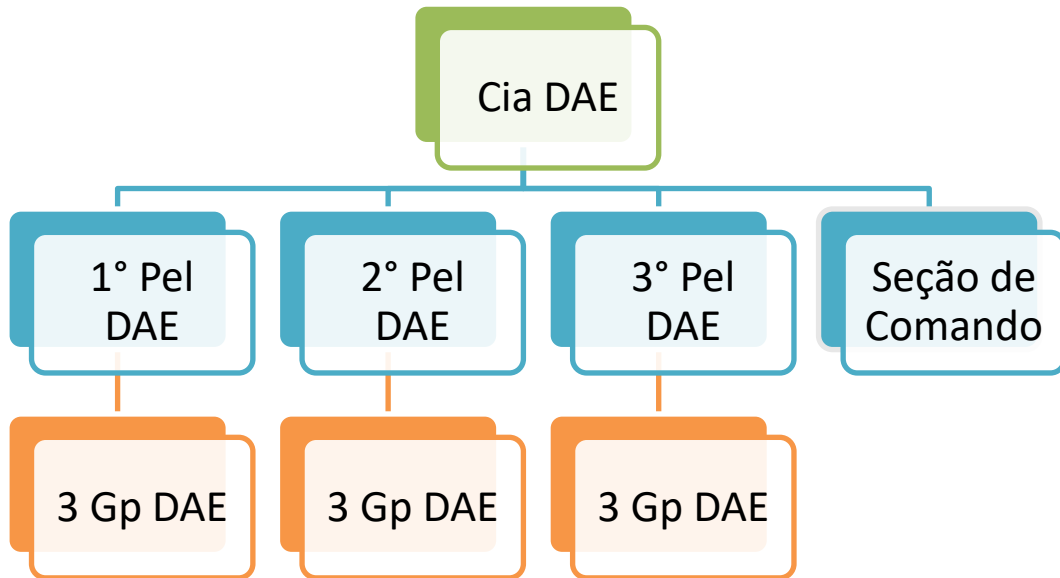 Cia DAE
1° Pel
DAE
2° Pel
DAE
3° Pel
DAE
Seção de
Comando
3 Gp DAE
3 Gp DAE
3 Gp DAE